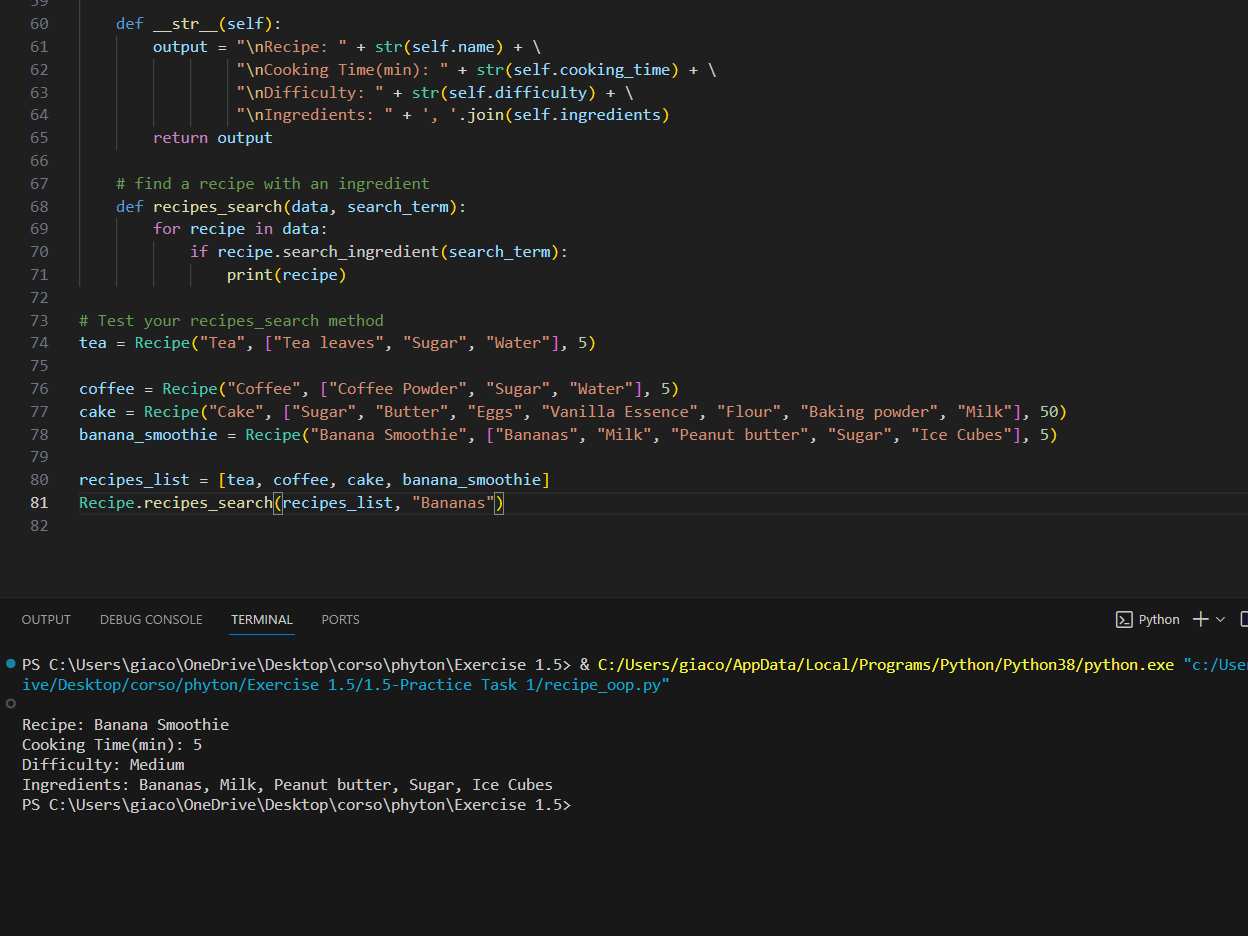 59
60 def __str__(self):
61 output = "\nRecipe: " + str(self.name) + \
62 "\nCooking Time(min): " + str(self.cooking_time) + \
63 "\nDifficulty: " + str(self.difficulty) + \
64 "\nIngredients: " + ', '.join(self.ingredients)
65 return output
66
67 # find a recipe with an ingredient
68 def recipes_search(data, search_term):
69 for recipe in data:
70 if recipe.search_ingredient(search_term):
71 print(recipe)
72
73 # Test your recipes_search method
74 tea = Recipe("Tea", ["Tea leaves", "Sugar", "Water"], 5)
75
76 coffee = Recipe("Coffee", ["Coffee Powder", "Sugar", "Water"], 5)
77 cake = Recipe("Cake", ["Sugar", "Butter", "Eggs", "Vanilla Essence", "Flour", "Baking powder", "Milk"], 50)
78 banana_smoothie = Recipe("Banana Smoothie", ["Bananas", "Milk", "Peanut butter", "Sugar", "Ice Cubes"], 5)
79
80 recipes_list = [tea, coffee, cake, banana_smoothie]
81 Recipe.recipes_search(recipes_list, "Bananas")
82
OUTPUT DEBUG CONSOLE TERMINAL PORTS Python
PS C:\Users\giaco\OneDrive\Desktop\corso\phyton\Exercise 1.5> & C:/Users/giaco/AppData/Local/Programs/Python/Python38/python.exe "c:/Use
ive/Desktop/corso/phyton/Exercise 1.5/1.5-Practice Task 1/recipe_oop.py"
Recipe: Banana Smoothie
Cooking Time(min): 5
Difficulty: Medium
Ingredients: Bananas, Milk, Peanut butter, Sugar, Ice Cubes
PS C:\Users\giaco\OneDrive\Desktop\corso\phyton\Exercise 1.5>